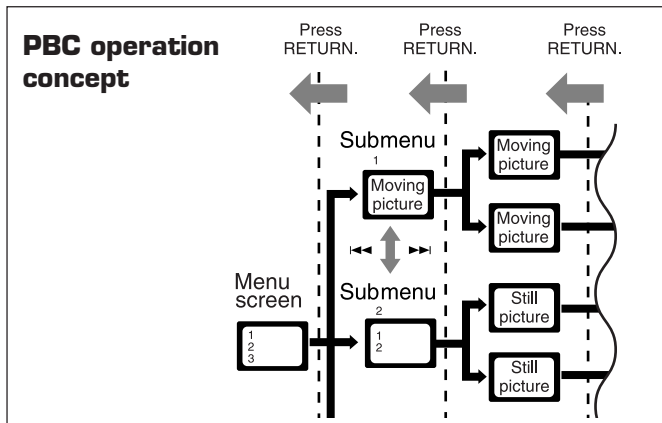 PBC operation
concept
Press
RETURN.
Press
RETURN.
Press
RETURN.
Submenu
1
Moving
picture
Moving
picture
Moving
picture
Menu
screen
1
2
3
Submenu
2
1
2
Still
picture
Still
picture